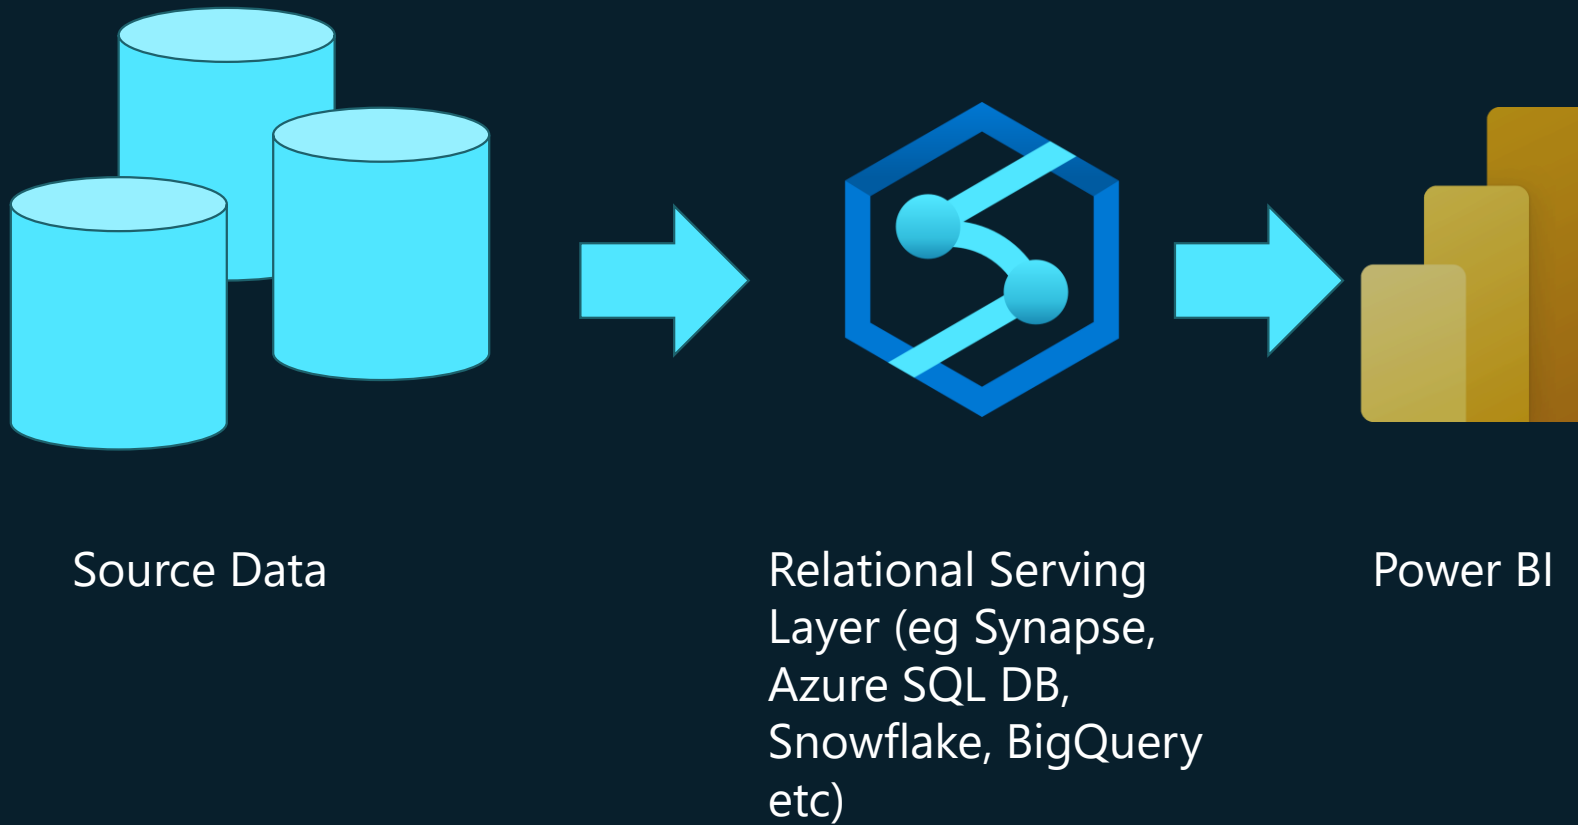 Source Data
Relational Serving
Layer (eg Synapse,
Azure SQL DB,
Snowflake, BigQuery
etc)
Power BI